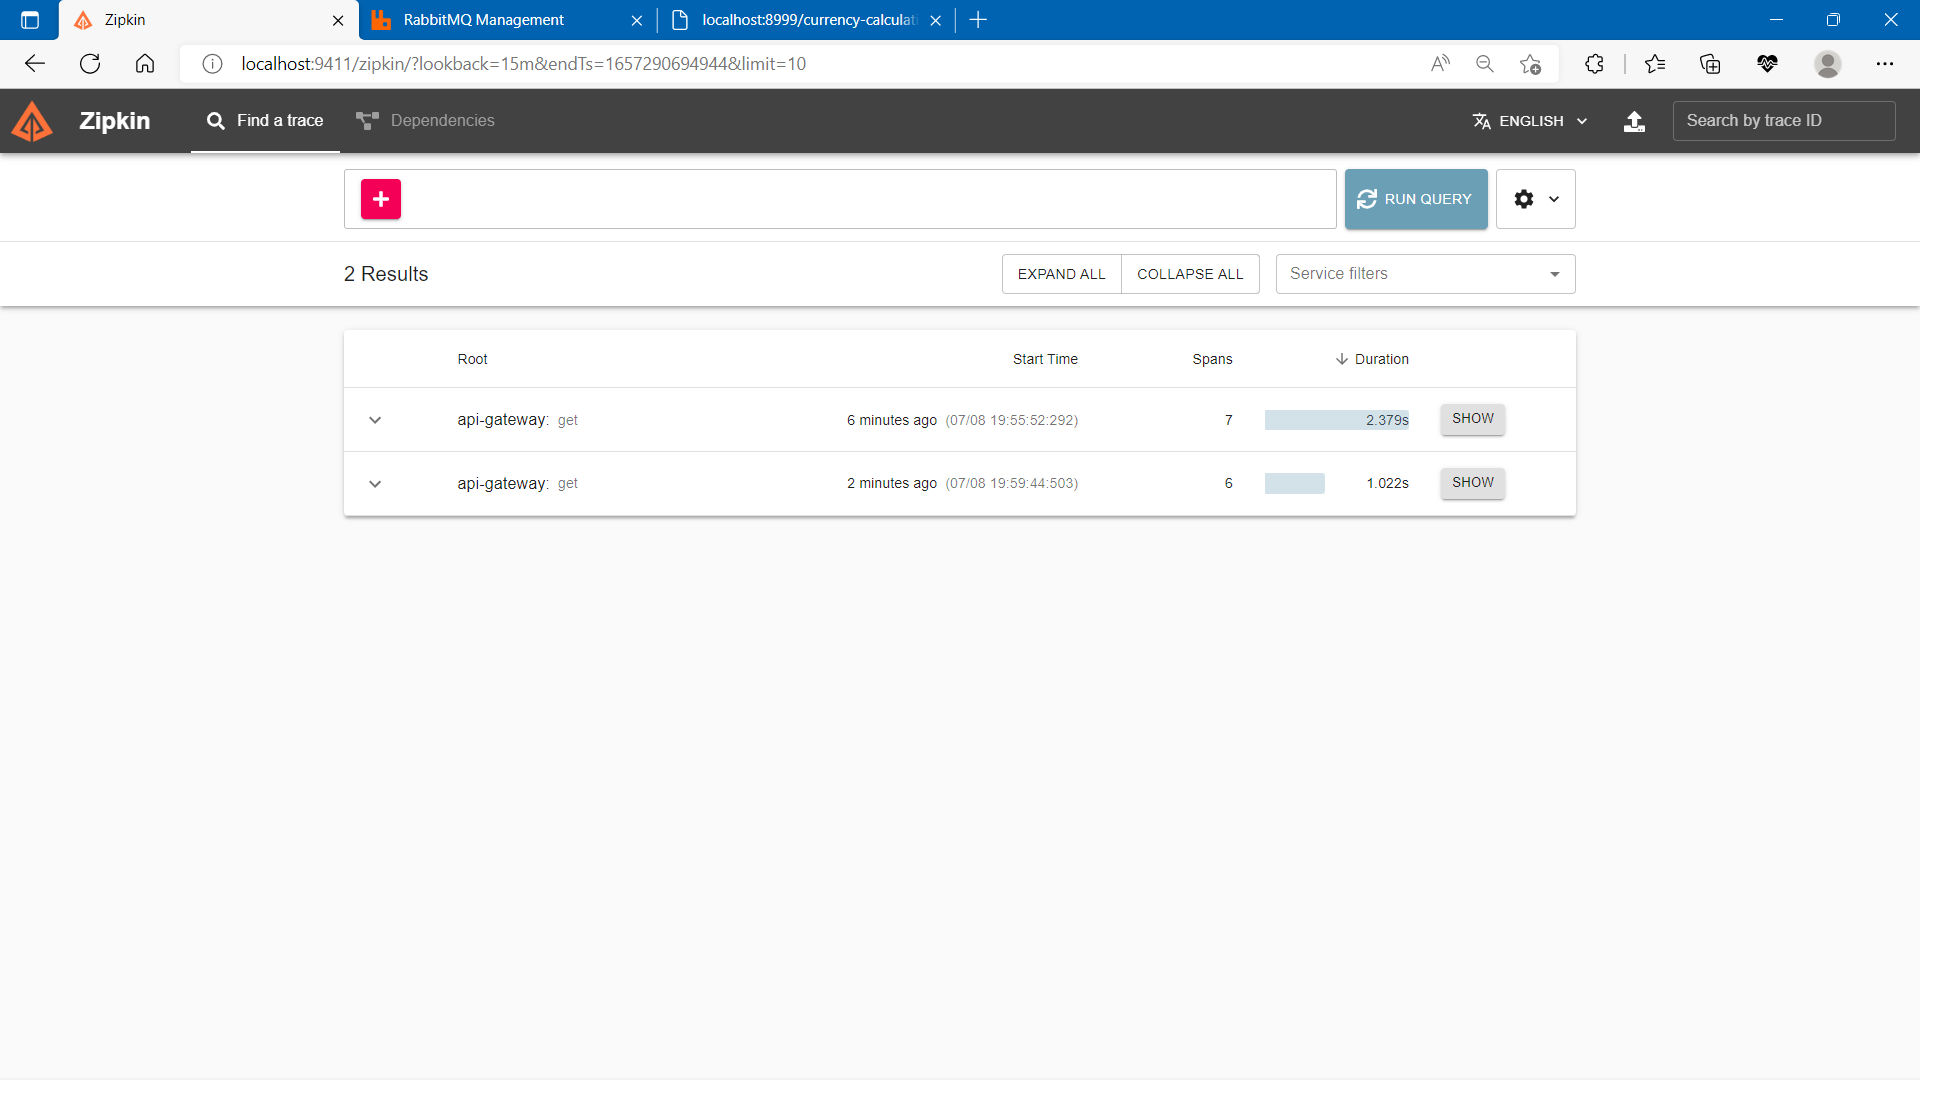 Zipkin
RabbitMQ Management
localhost:8999/currency-calculati
localhost:9411/zipkin/?lookback=15m&endTs=1657290694944&limit=10
Zipkin
Find a trace
Dependencies
ENGLISH
Search by trace ID
RUN QUERY
2 Results
EXPAND ALL
COLLAPSE ALL
Service filters
Root Start Time Spans Duration
api-gateway: get 6 minutes ago (07/08 19:55:52:292) 7 2.379s SHOW
api-gateway: get 2 minutes ago (07/08 19:59:44:503) 6 1.022s SHOW